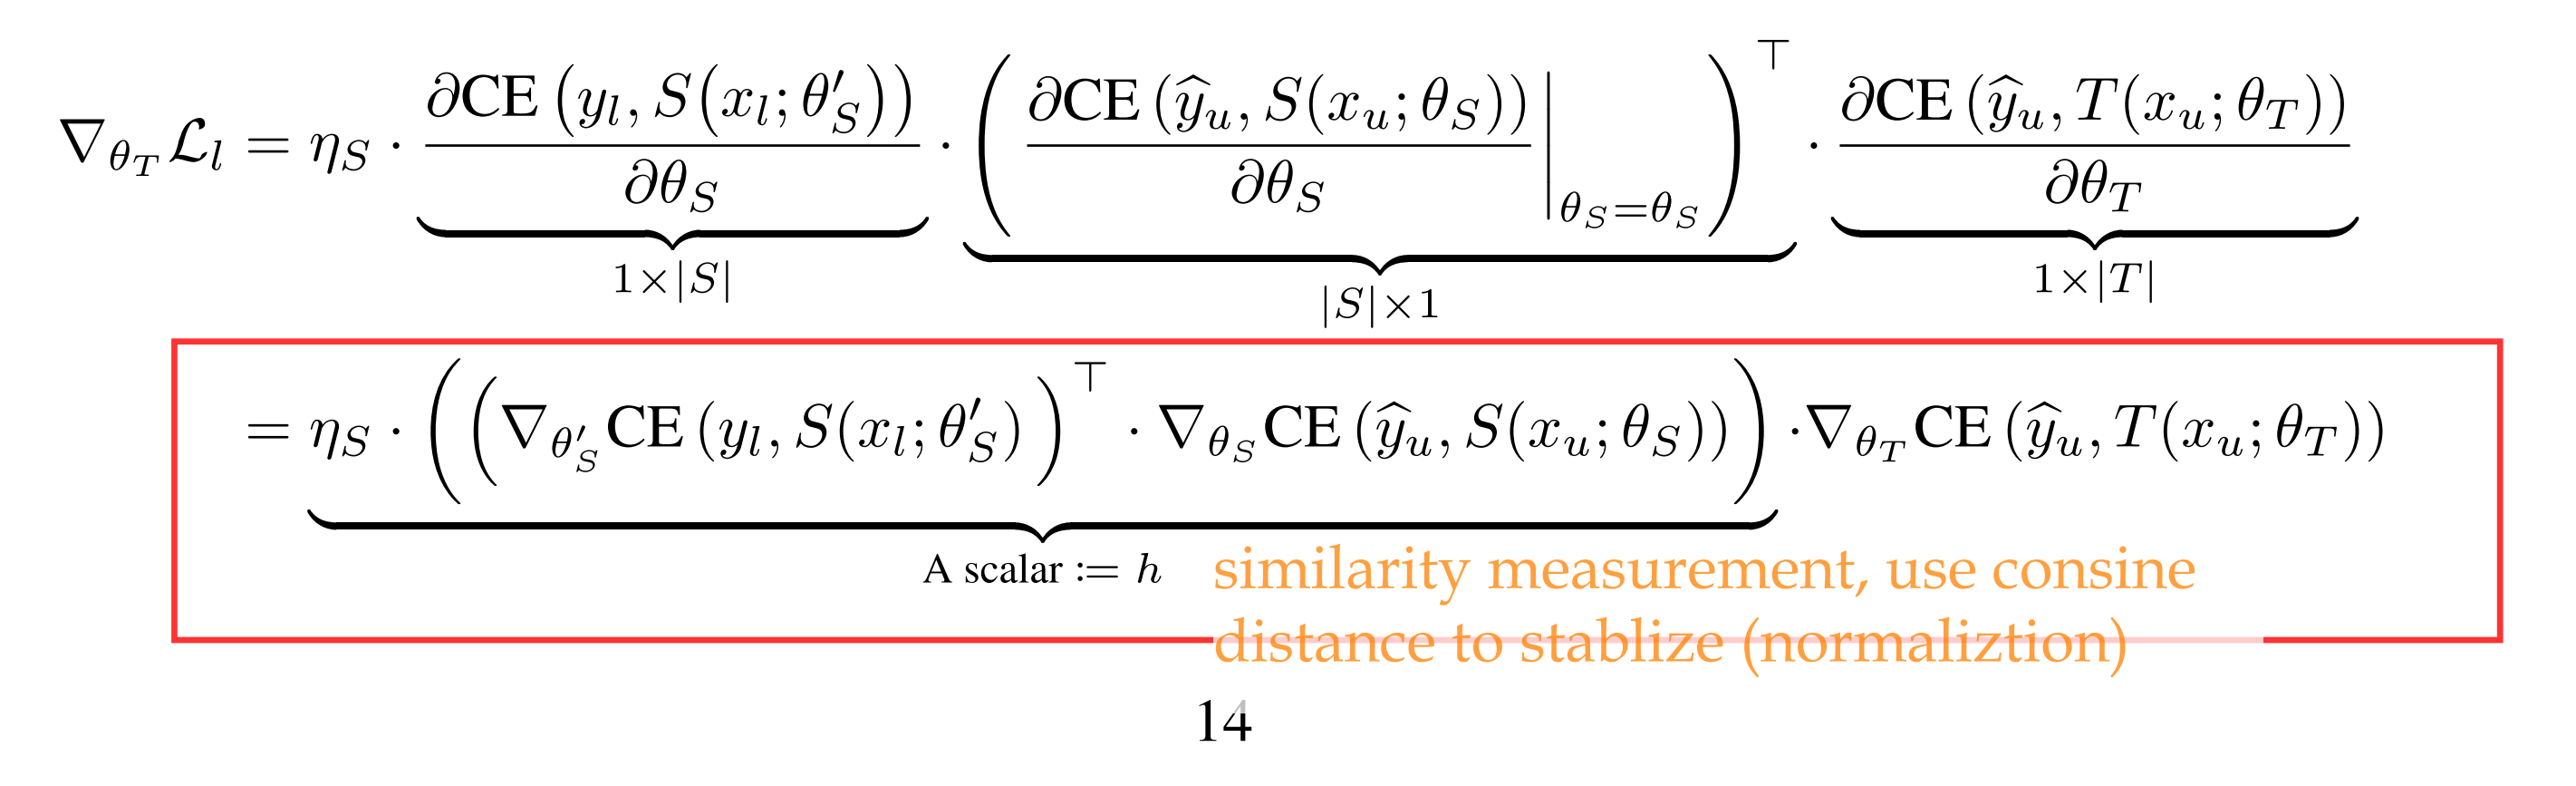 $\nabla_{\theta_T} \mathcal{L}_l = \eta_S \cdot \underbrace{\frac{\partial \text{CE}\left(y_l, S\left(x_l; \theta'_S\right)\right)}{\partial \theta_S}}_{1 \times |S|} \cdot \underbrace{\left( \left. \frac{\partial \text{CE}\left(\widehat{y}_u, S(x_u; \theta_S)\right)}{\partial \theta_S} \right|_{\theta_S = \theta_S} \right)^\top}_{|S| \times 1} \cdot \underbrace{\frac{\partial \text{CE}\left(\widehat{y}_u, T(x_u; \theta_T)\right)}{\partial \theta_T}}_{1 \times |T|}$
$= \underbrace{\eta_S \cdot \left( \left( \nabla_{\theta'_S} \text{CE}\left(y_l, S(x_l; \theta'_S\right) \right)^\top \cdot \nabla_{\theta_S} \text{CE}\left(\widehat{y}_u, S(x_u; \theta_S)\right) \right)}_{\text{A scalar} := h} \cdot \nabla_{\theta_T} \text{CE}\left(\widehat{y}_u, T(x_u; \theta_T)\right)$
similarity measurement, use consine
distance to stablize (normaliztion)
14